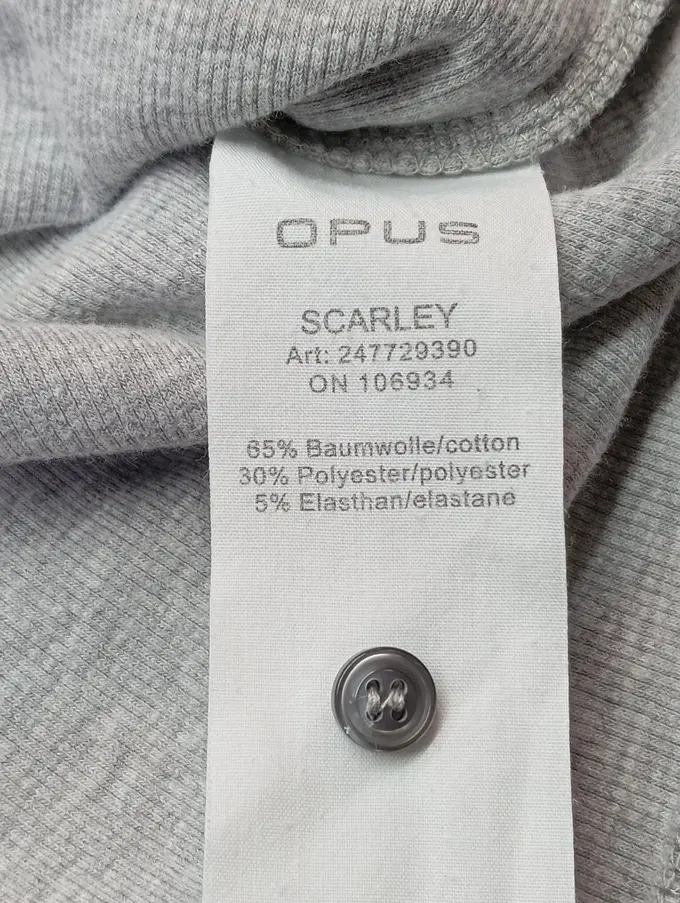 OPUS
SCARLEY
Art: 247729390
ON 106934
65% Baumwolle/cotton
30% Polyester/polyester
5% Elasthan/elastane